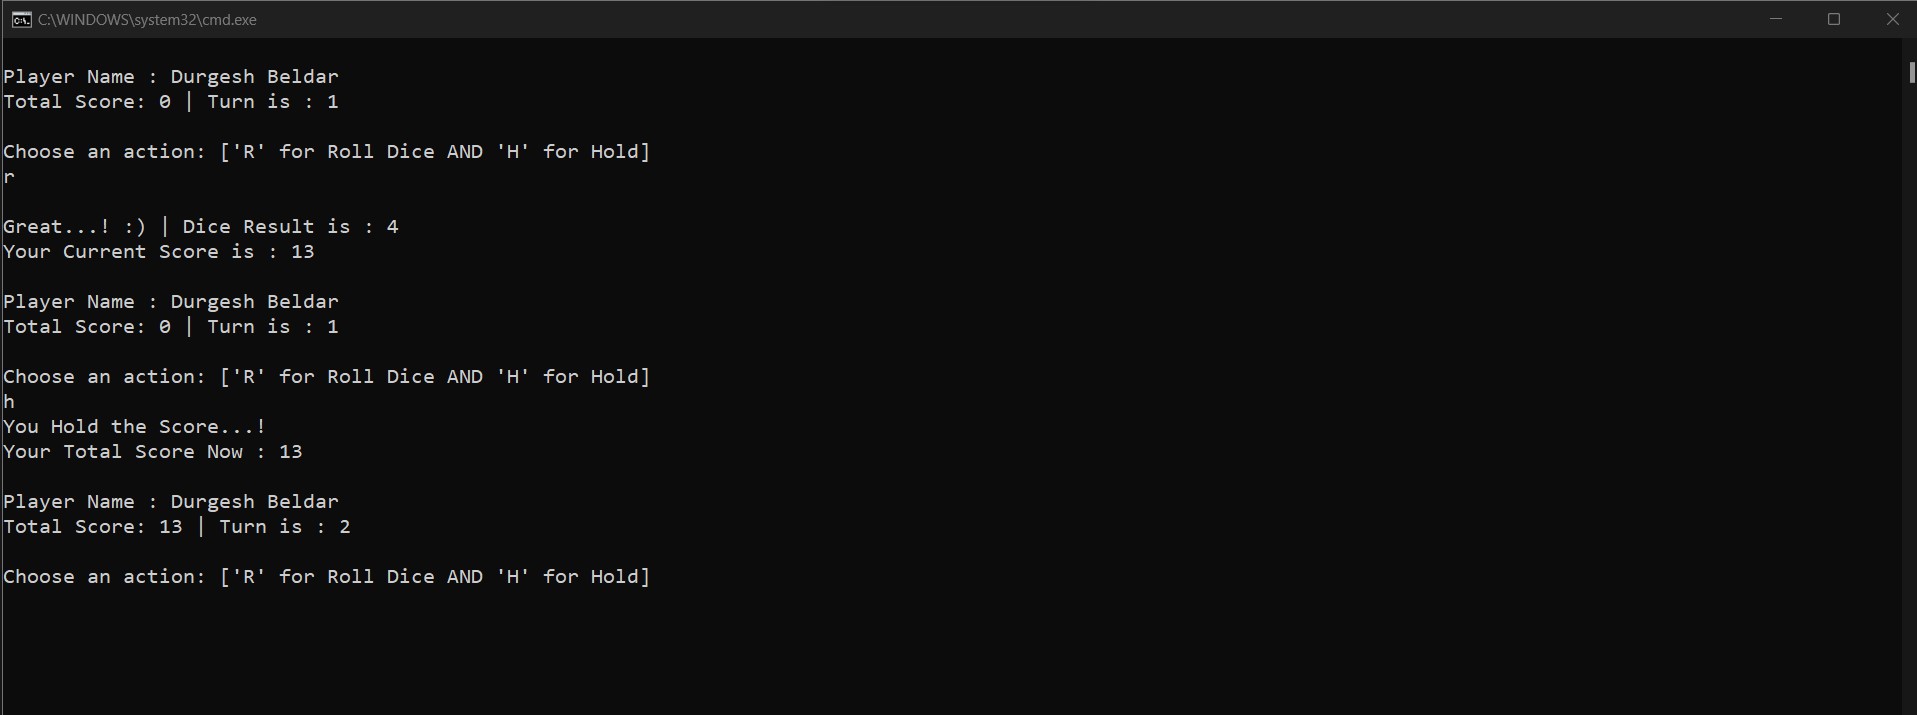 C:\WINDOWS\system32\cmd.exe
Player Name : Durgesh Beldar
Total Score: 0 | Turn is : 1
Choose an action: ['R' for Roll Dice AND 'H' for Hold]
r
Great...! :) | Dice Result is : 4
Your Current Score is : 13
Player Name : Durgesh Beldar
Total Score: 0 | Turn is : 1
Choose an action: ['R' for Roll Dice AND 'H' for Hold]
h
You Hold the Score...!
Your Total Score Now : 13
Player Name : Durgesh Beldar
Total Score: 13 | Turn is : 2
Choose an action: ['R' for Roll Dice AND 'H' for Hold]